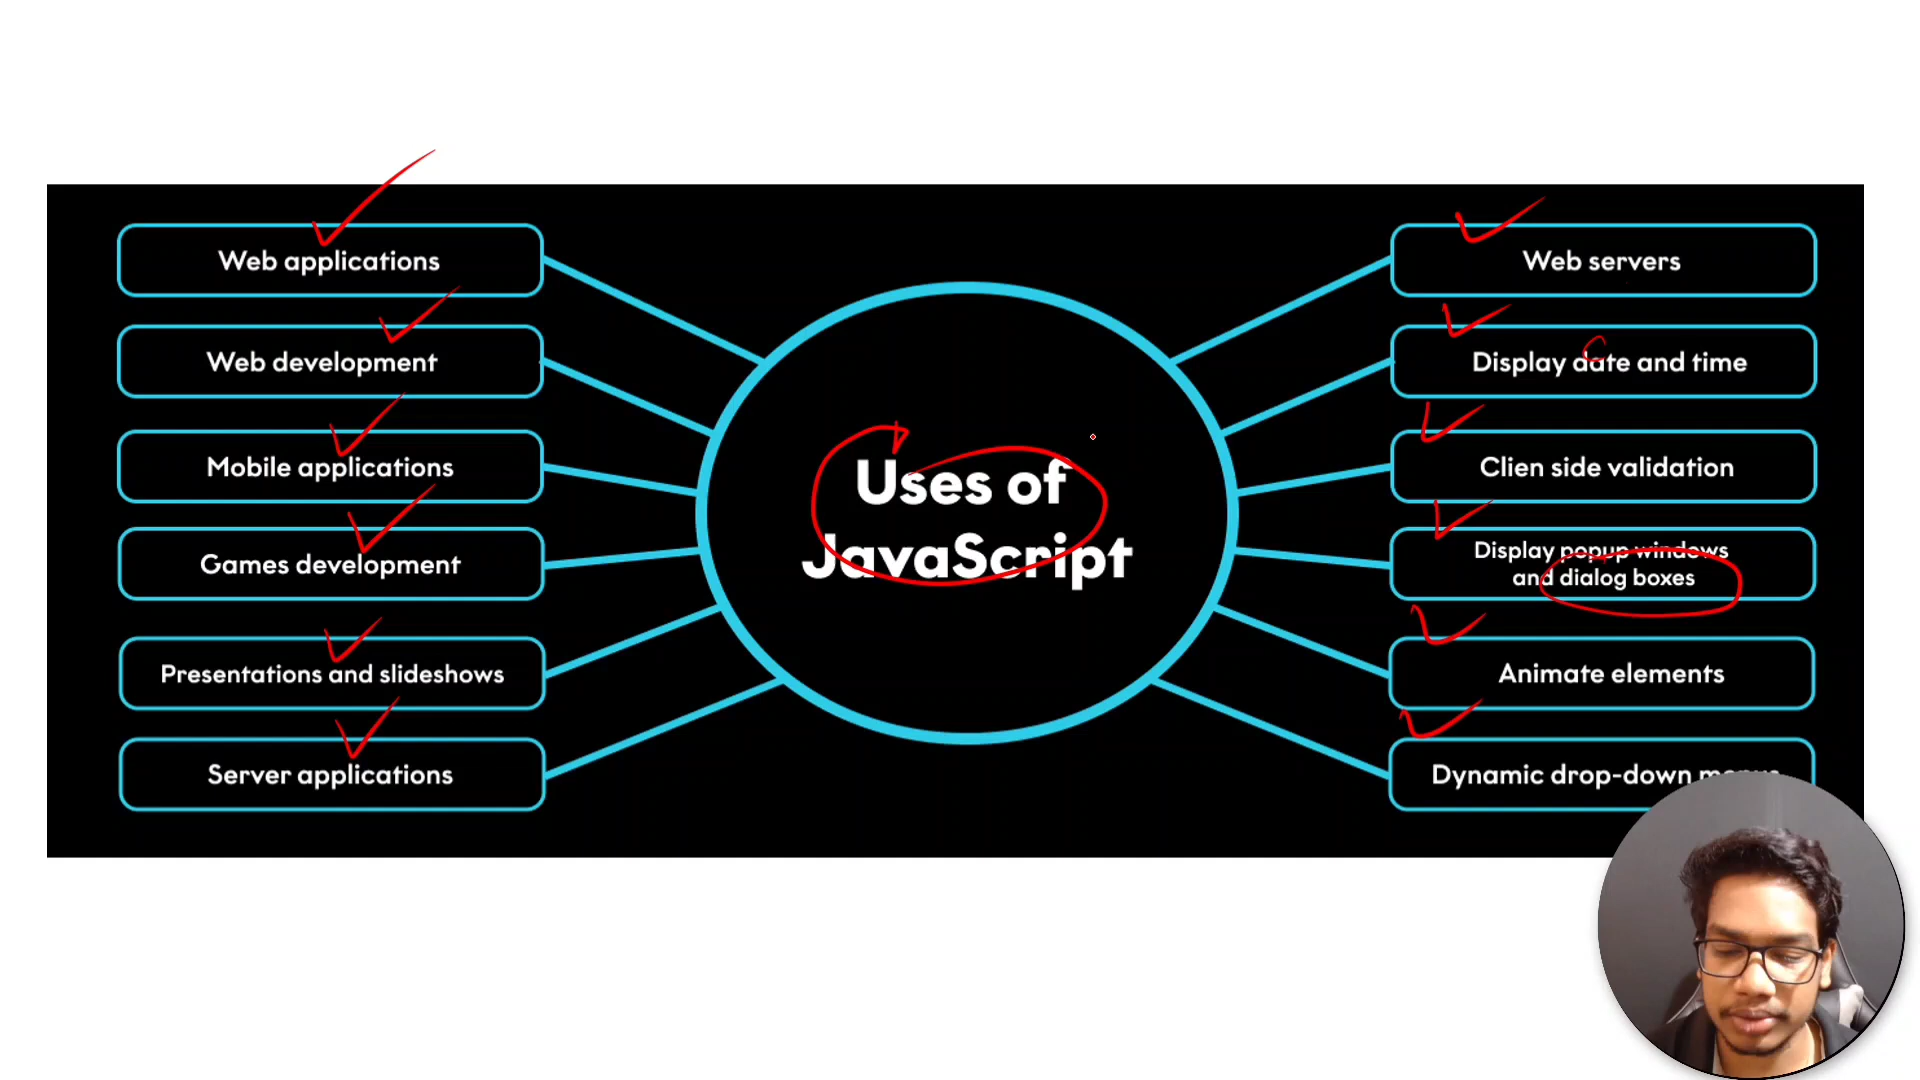 Web applications
Web development
Mobile applications
Games development
Presentations and slideshows
Server applications
Uses of
JavaScript
Web servers
Display date and time
Clien side validation
Display popup windows
and dialog boxes
Animate elements
Dynamic drop-down